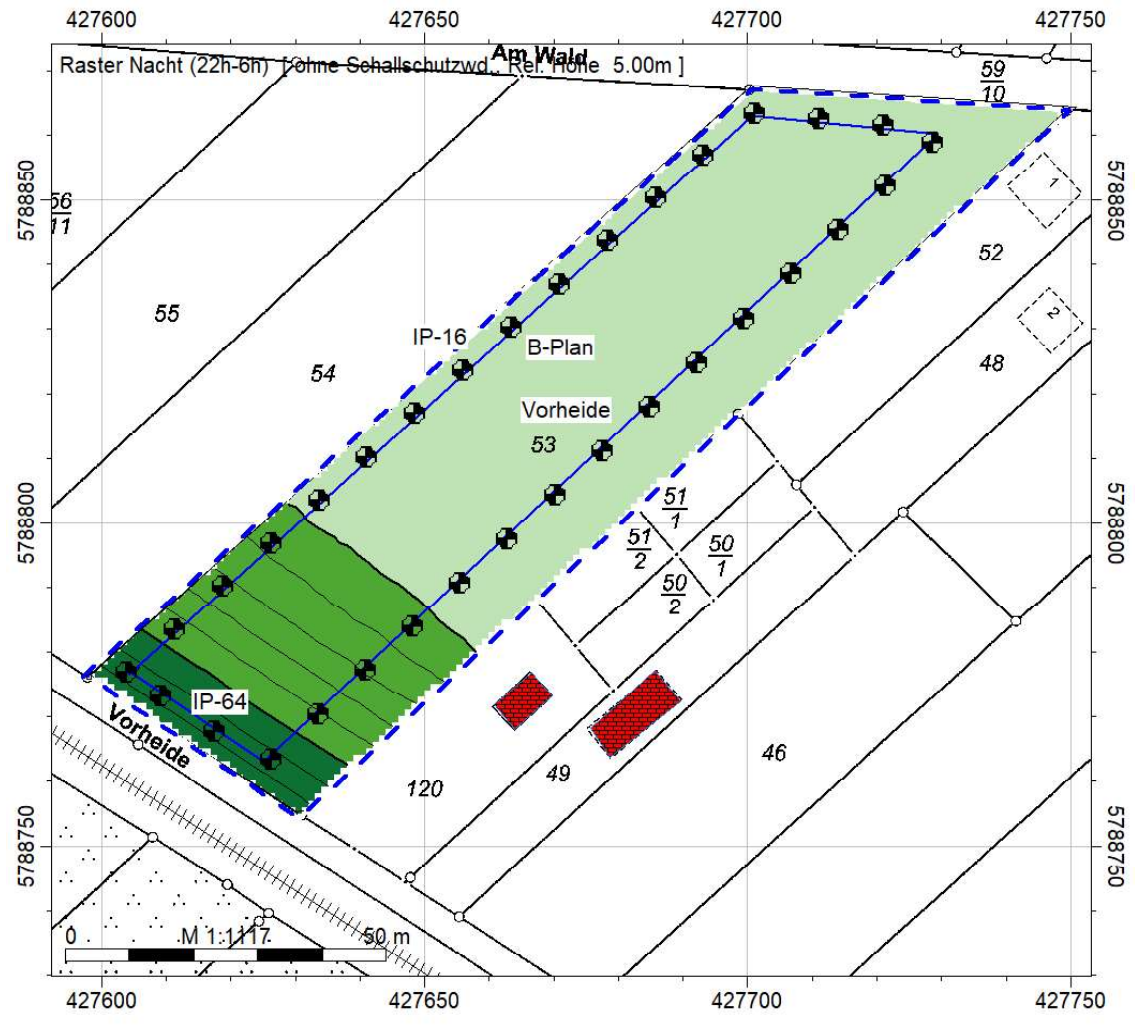 427600 427650 427700 427750
Am Wald
Raster Nacht (22h-6h) [ ohne Schallschutzwd., Rel. Höhe 5.00m ]
59
10
5788850
5788850
1
56
11
52
55
2
IP-16
B-Plan
48
54
Vorheide
53
5788800
5788800
51
1
51
2
50
1
50
2
IP-64
Vorheide
46
49
120
5788750
5788750
0 M 1:1117 50 m
427600 427650 427700 427750